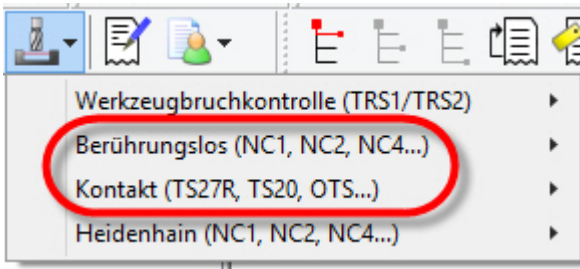 Werkzeugbruchkontrolle (TRS1/TRS2)
Berührungslos (NC1, NC2, NC4...)
Kontakt (TS27R, TS20, OTS...)
Heidenhain (NC1, NC2, NC4...)